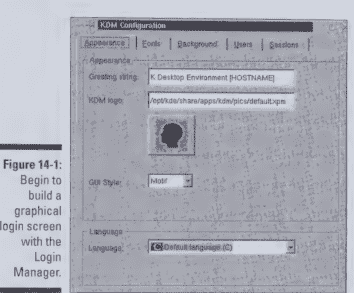 KDM Configuration
Appearance Fonts Background Users Sessions
Appearance
Greeting string: K Desktop Environment [HOSTNAME]
KDM logo: /opt/kde/share/apps/kdm/pics/default.xpm
GUI Style: Motif
Language
Language: C Default language (C)
Figure 14-1:
Begin to
build a
graphical
login screen
with the
Login
Manager.